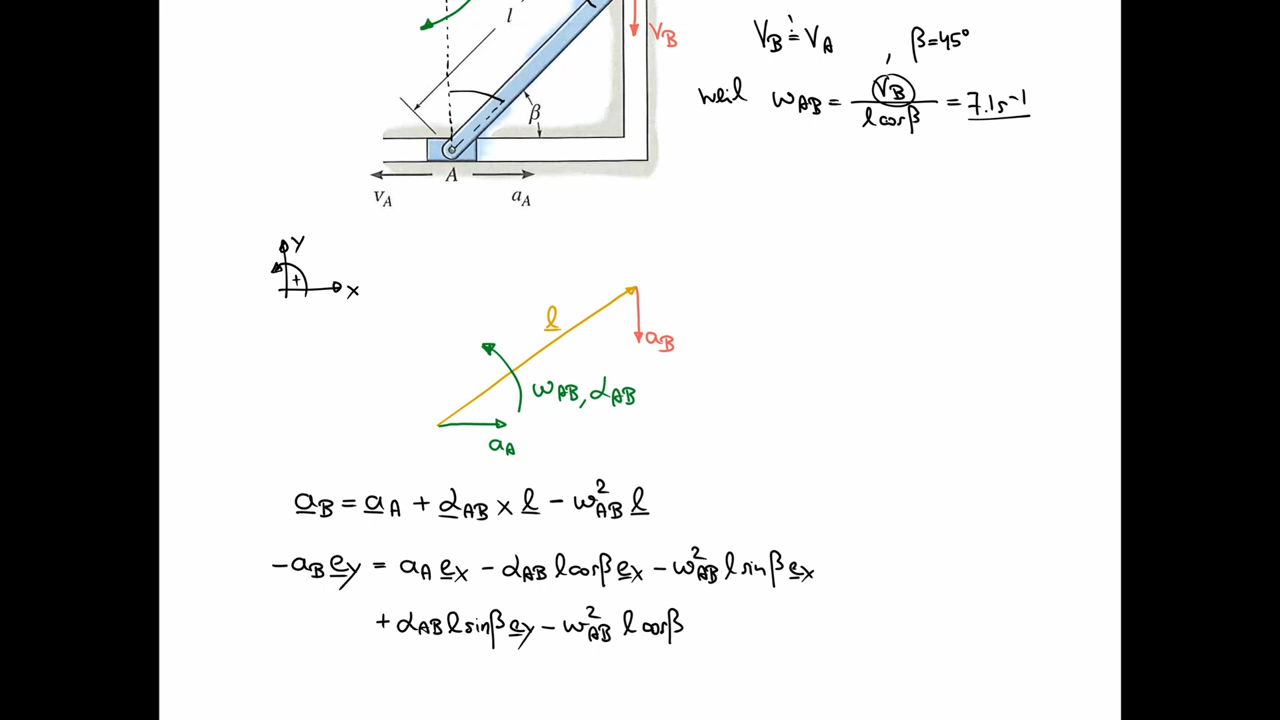 l
V_B
V_B = V_A , β=45°
weil ω_AB = V_B / (l cosβ) = 7.1s⁻¹
β
A
v_A a_A
y
+
x
l
a_B
ω_AB, α_AB
a_A
a_B = a_A + α_AB × l - ω²_AB l
-a_B e_y = a_A e_x - α_AB l cosβ e_x - ω²_AB l sinβ e_x
+ α_AB l sinβ e_y - ω²_AB l cosβ